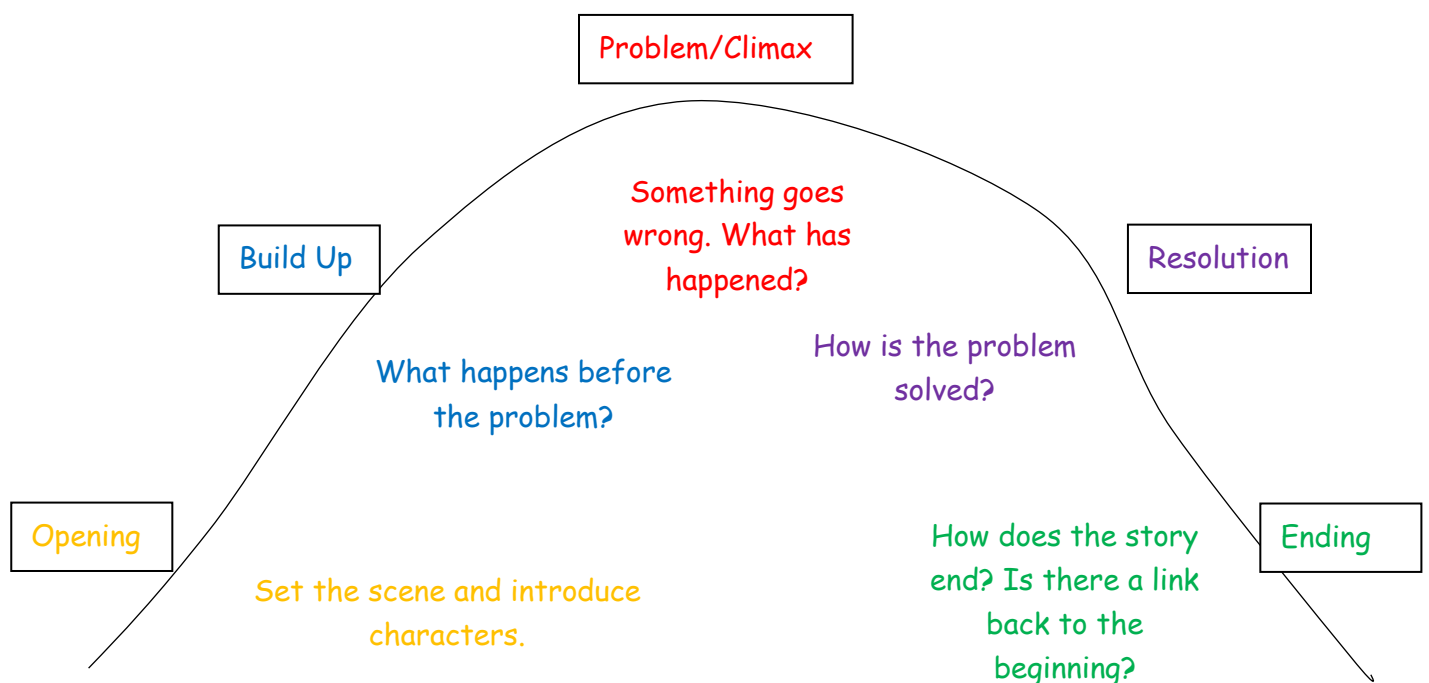 Problem/Climax
Something goes
wrong. What has
happened?
Build Up
Resolution
What happens before
the problem?
How is the problem
solved?
Opening
Set the scene and introduce
characters.
Ending
How does the story
end? Is there a link
back to the
beginning?